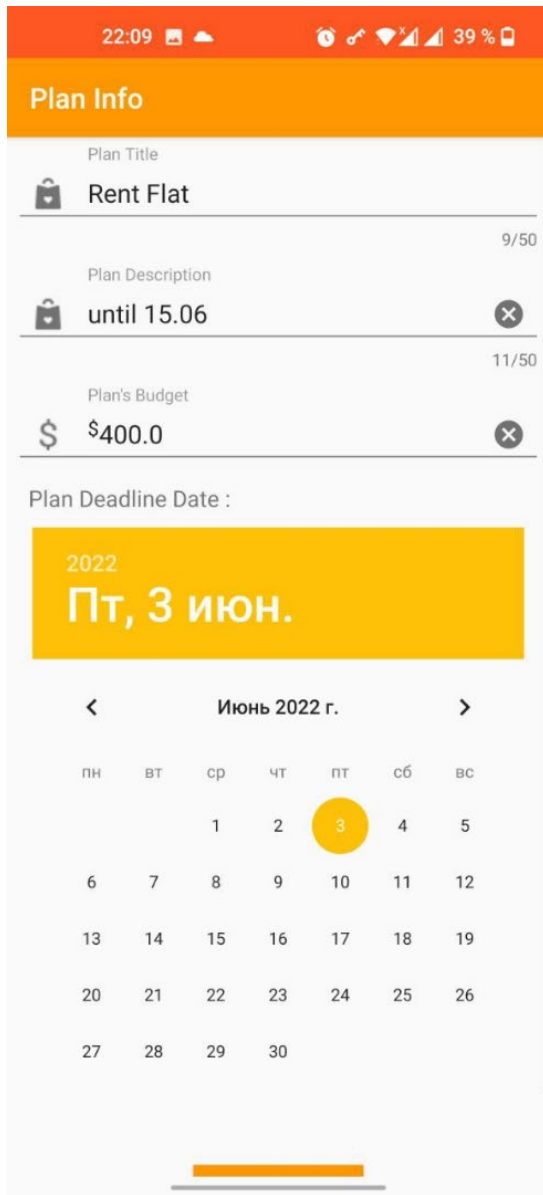 22:09 39 %
Plan Info
Plan Title
Rent Flat
9/50
Plan Description
until 15.06
11/50
Plan's Budget
$ $400.0
Plan Deadline Date :
2022
Пт, 3 июн.
Июнь 2022 г.
пн вт ср чт пт сб вс
1 2 3 4 5
6 7 8 9 10 11 12
13 14 15 16 17 18 19
20 21 22 23 24 25 26
27 28 29 30